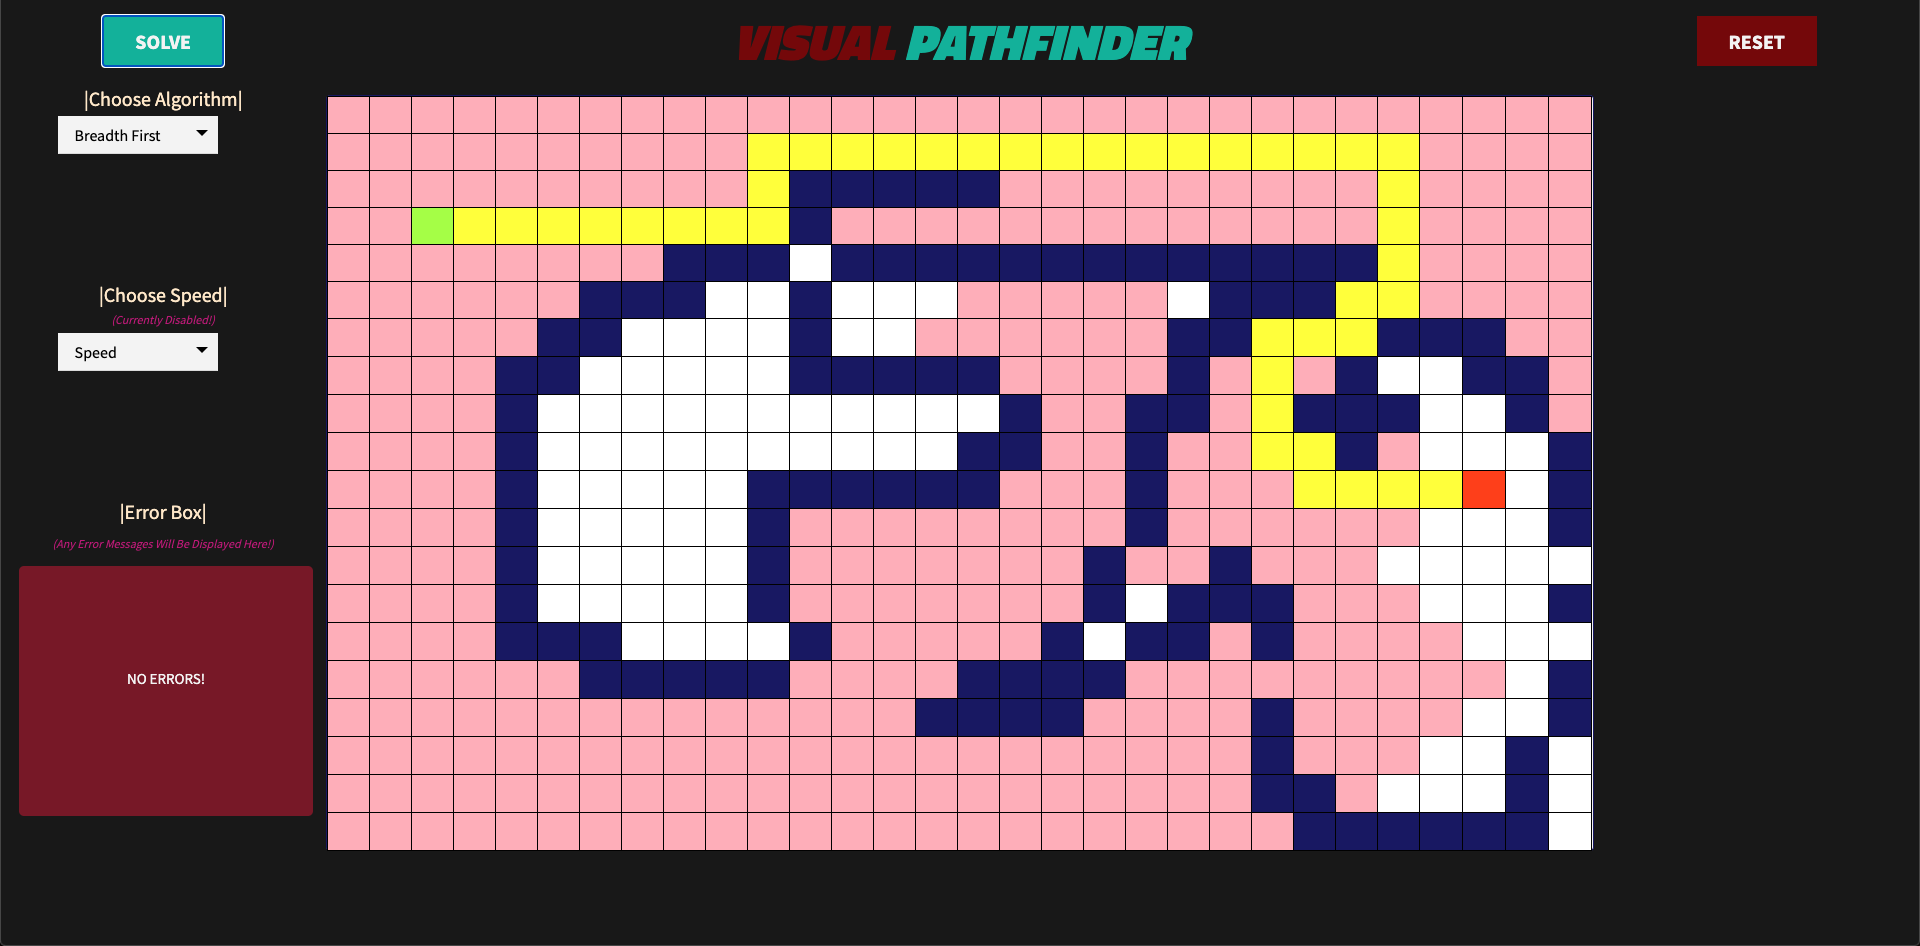 SOLVE
VISUAL PATHFINDER
RESET
|Choose Algorithm|
Breadth First
|Choose Speed|
(Currently Disabled!)
Speed
|Error Box|
(Any Error Messages Will Be Displayed Here!)
NO ERRORS!